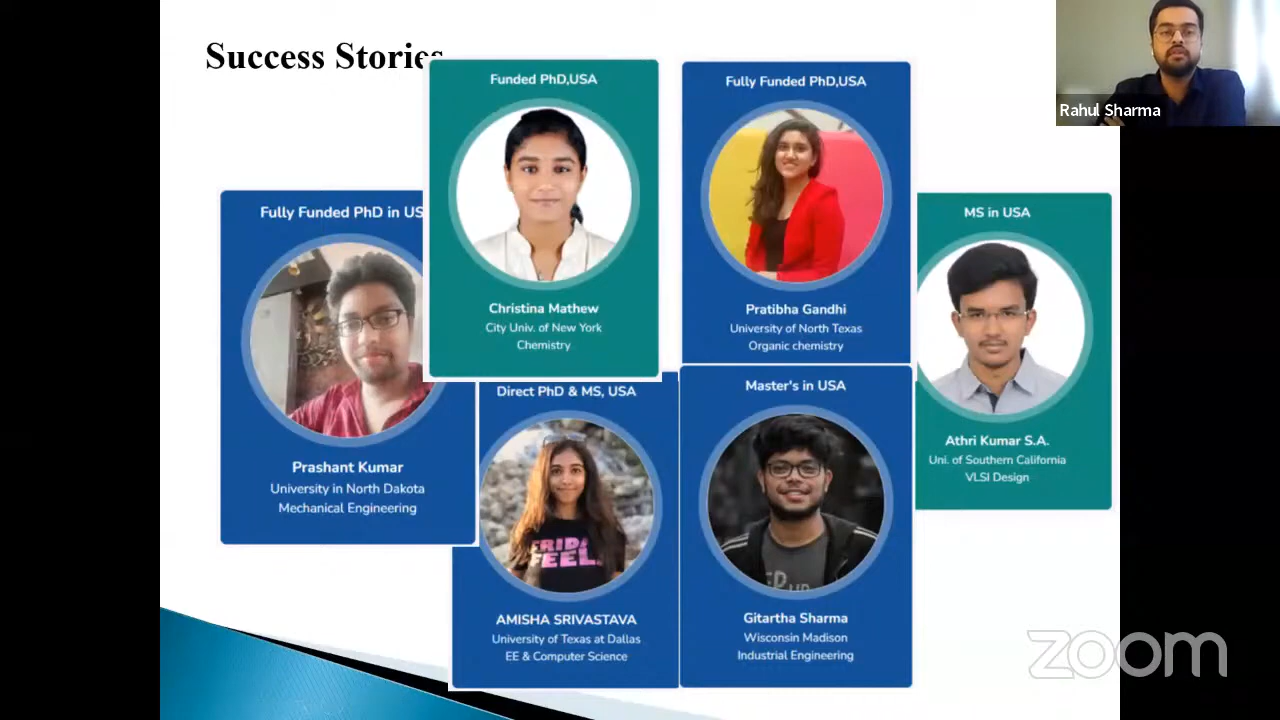 Success Stories
Rahul Sharma
Funded PhD,USA
Christina Mathew
City Univ. of New York
Chemistry
Fully Funded PhD,USA
Pratibha Gandhi
University of North Texas
Organic chemistry
Fully Funded PhD in US
Prashant Kumar
University in North Dakota
Mechanical Engineering
MS in USA
Athri Kumar S.A.
Uni. of Southern California
VLSI Design
Direct PhD & MS, USA
FEEL
AMISHA SRIVASTAVA
University of Texas at Dallas
EE & Computer Science
Master's in USA
Gitartha Sharma
Wisconsin Madison
Industrial Engineering
zoom